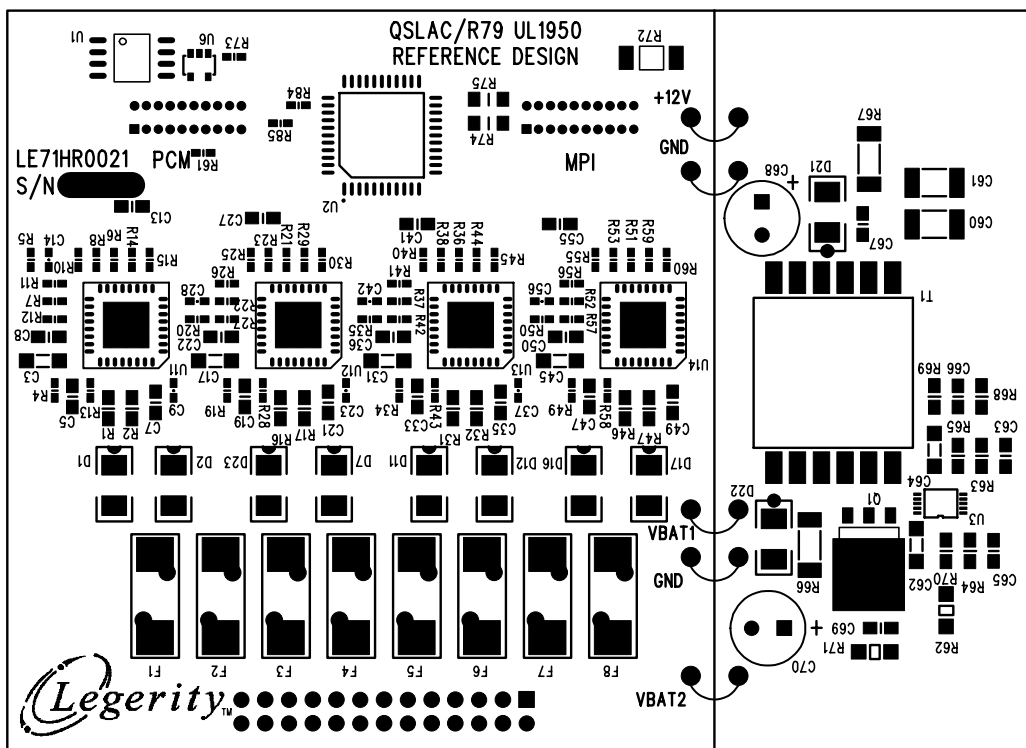 QSLAC/R79 UL1950
REFERENCE DESIGN
U1
U6
R73
R72
R84
R85
R75
R74
+12V
GND
R67
LE71HR0021
PCM
R61
MPI
S/N
U2
C68
+
D21
C61
C60
C67
C13
C27
C41
C55
R5
C14
R10
R8
R6
R14
R15
R25
R23
R21
R29
R30
R40
R38
R36
R44
R45
R55
R53
R51
R59
R60
R11
R7
R12
C8
C3
R26
C28
R22
R20
R27
C22
C17
R41
C42
R37
R35
R42
C36
C31
R56
C56
R52
R50
R57
C50
C45
T1
U11
U12
U13
U14
R4
C5
R13
R1
R2
C7
C9
R19
C19
R28
R16
R17
C21
C23
R34
C33
R43
R31
R32
C35
C37
R49
C47
R58
R46
R47
C49
R69
C66
R68
R65
C63
C64
R63
D1
D2
D23
D7
D11
D12
D16
D17
D22
Q1
U3
VBAT1
GND
R66
C62
R70
R64
C65
C69
R71
R62
C70
+
F1
F2
F3
F4
F5
F6
F7
F8
VBAT2
Legerity TM